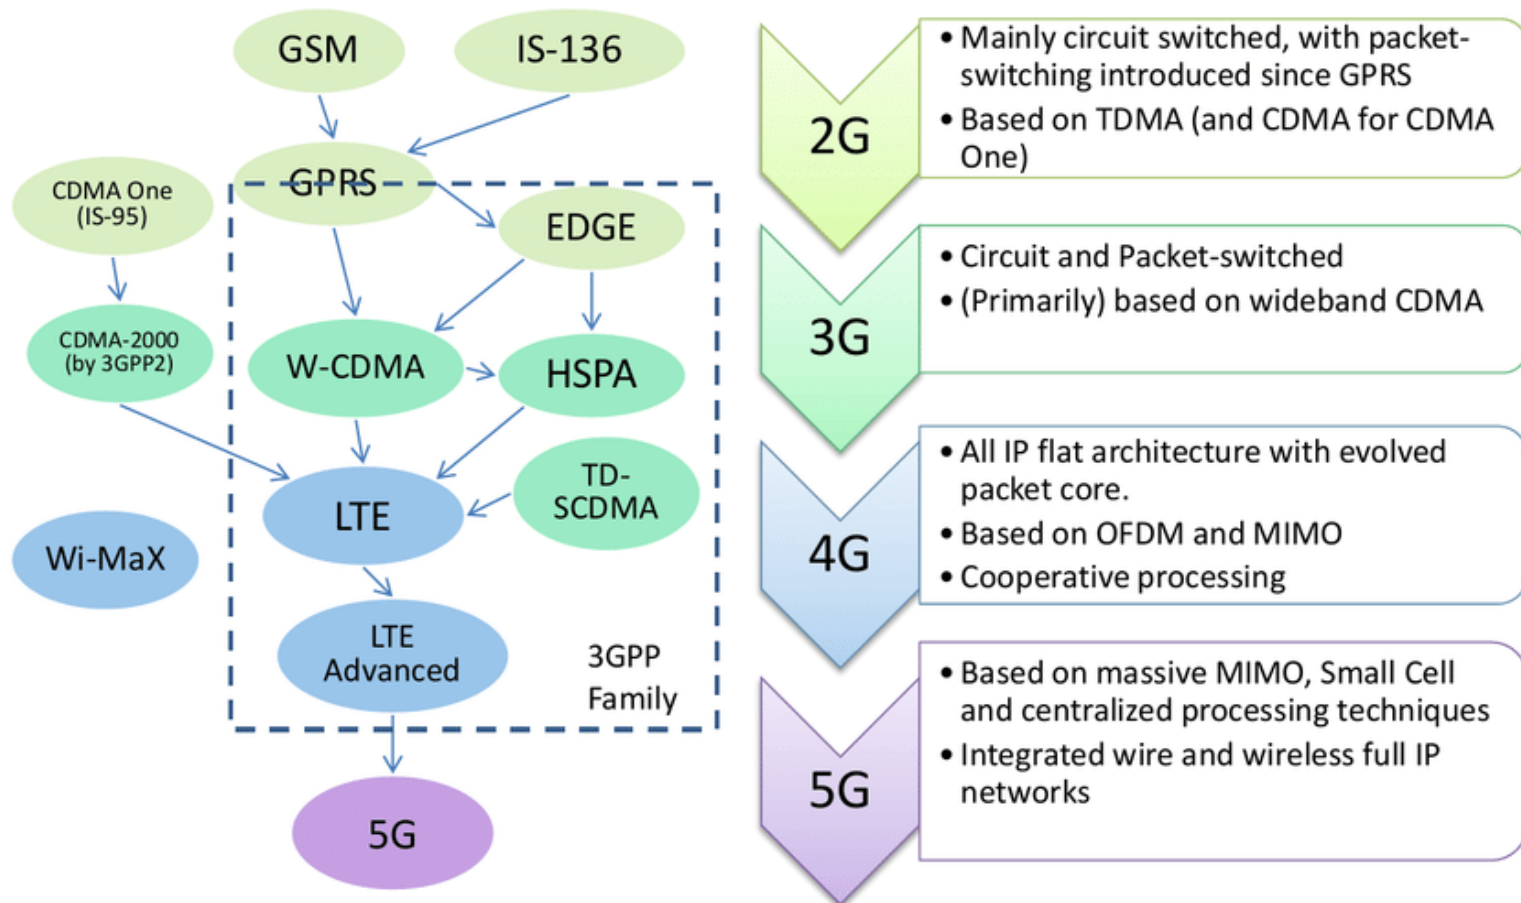 GSM
IS-136
GPRS
CDMA One
(IS-95)
EDGE
CDMA-2000
(by 3GPP2)
W-CDMA
HSPA
LTE
TD-
SCDMA
Wi-MaX
LTE
Advanced
3GPP
Family
5G
2G
• Mainly circuit switched, with packet-
switching introduced since GPRS
• Based on TDMA (and CDMA for CDMA
One)
3G
• Circuit and Packet-switched
• (Primarily) based on wideband CDMA
4G
• All IP flat architecture with evolved
packet core.
• Based on OFDM and MIMO
• Cooperative processing
5G
• Based on massive MIMO, Small Cell
and centralized processing techniques
• Integrated wire and wireless full IP
networks